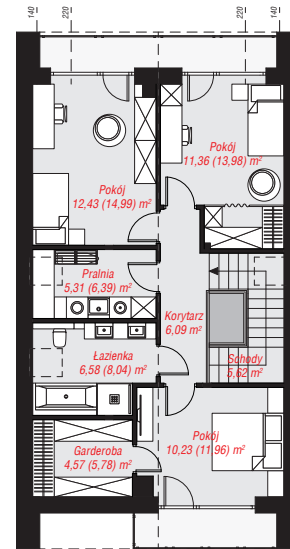 140
220
220
140
Pokój
11,36 (13,98) m²
Pokój
12,43 (14,99) m²
Pralnia
5,31 (6,39) m²
Korytarz
6,09 m²
Łazienka
6,58 (8,04) m²
Schody
5,62 m²
Pokój
10,23 (11,96) m²
Garderoba
4,57 (5,78) m²